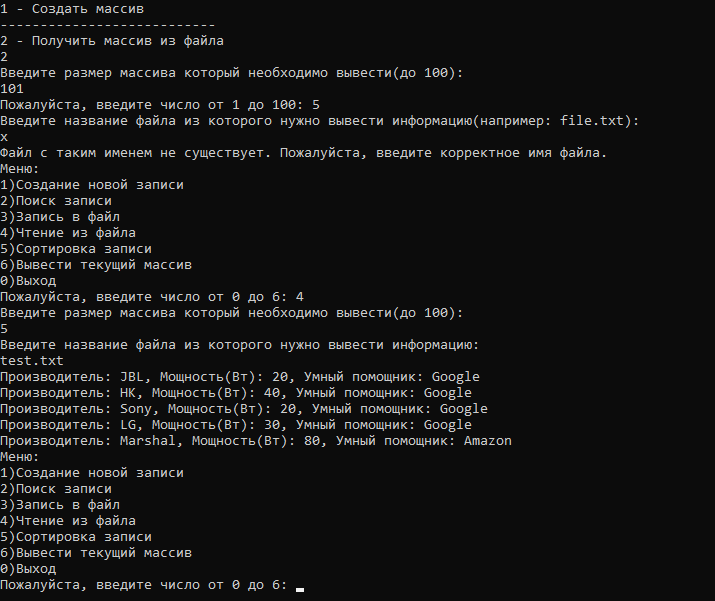 1 - Создать массив
---------------------------
2 - Получить массив из файла
2
Введите размер массива который необходимо вывести(до 100):
101
Пожалуйста, введите число от 1 до 100: 5
Введите название файла из которого нужно вывести информацию(например: file.txt):
x
Файл с таким именем не существует. Пожалуйста, введите корректное имя файла.
Меню:
1)Создание новой записи
2)Поиск записи
3)Запись в файл
4)Чтение из файла
5)Сортировка записи
6)Вывести текущий массив
0)Выход
Пожалуйста, введите число от 0 до 6: 4
Введите размер массива который необходимо вывести(до 100):
5
Введите название файла из которого нужно вывести информацию:
test.txt
Производитель: JBL, Мощность(Вт): 20, Умный помощник: Google
Производитель: HK, Мощность(Вт): 40, Умный помощник: Google
Производитель: Sony, Мощность(Вт): 20, Умный помощник: Google
Производитель: LG, Мощность(Вт): 30, Умный помощник: Google
Производитель: Marshal, Мощность(Вт): 80, Умный помощник: Amazon
Меню:
1)Создание новой записи
2)Поиск записи
3)Запись в файл
4)Чтение из файла
5)Сортировка записи
6)Вывести текущий массив
0)Выход
Пожалуйста, введите число от 0 до 6: